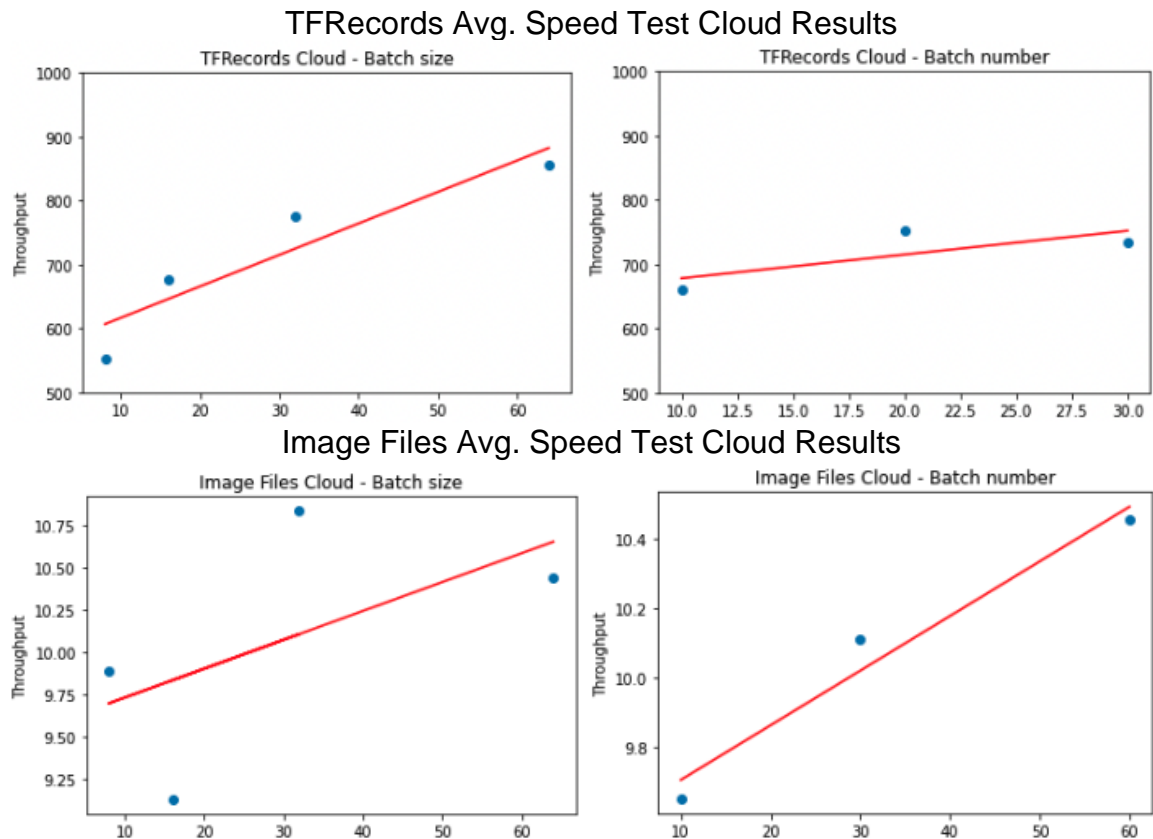 TFRecords Avg. Speed Test Cloud Results
TFRecords Cloud - Batch size
1000
900
800
700
600
500
Throughput
10 20 30 40 50 60
TFRecords Cloud - Batch number
1000
900
800
700
600
500
Throughput
10.0 12.5 15.0 17.5 20.0 22.5 25.0 27.5 30.0
Image Files Avg. Speed Test Cloud Results
Image Files Cloud - Batch size
10.75
10.50
10.25
10.00
9.75
9.50
9.25
Throughput
10 20 30 40 50 60
Image Files Cloud - Batch number
10.4
10.2
10.0
9.8
Throughput
10 20 30 40 50 60